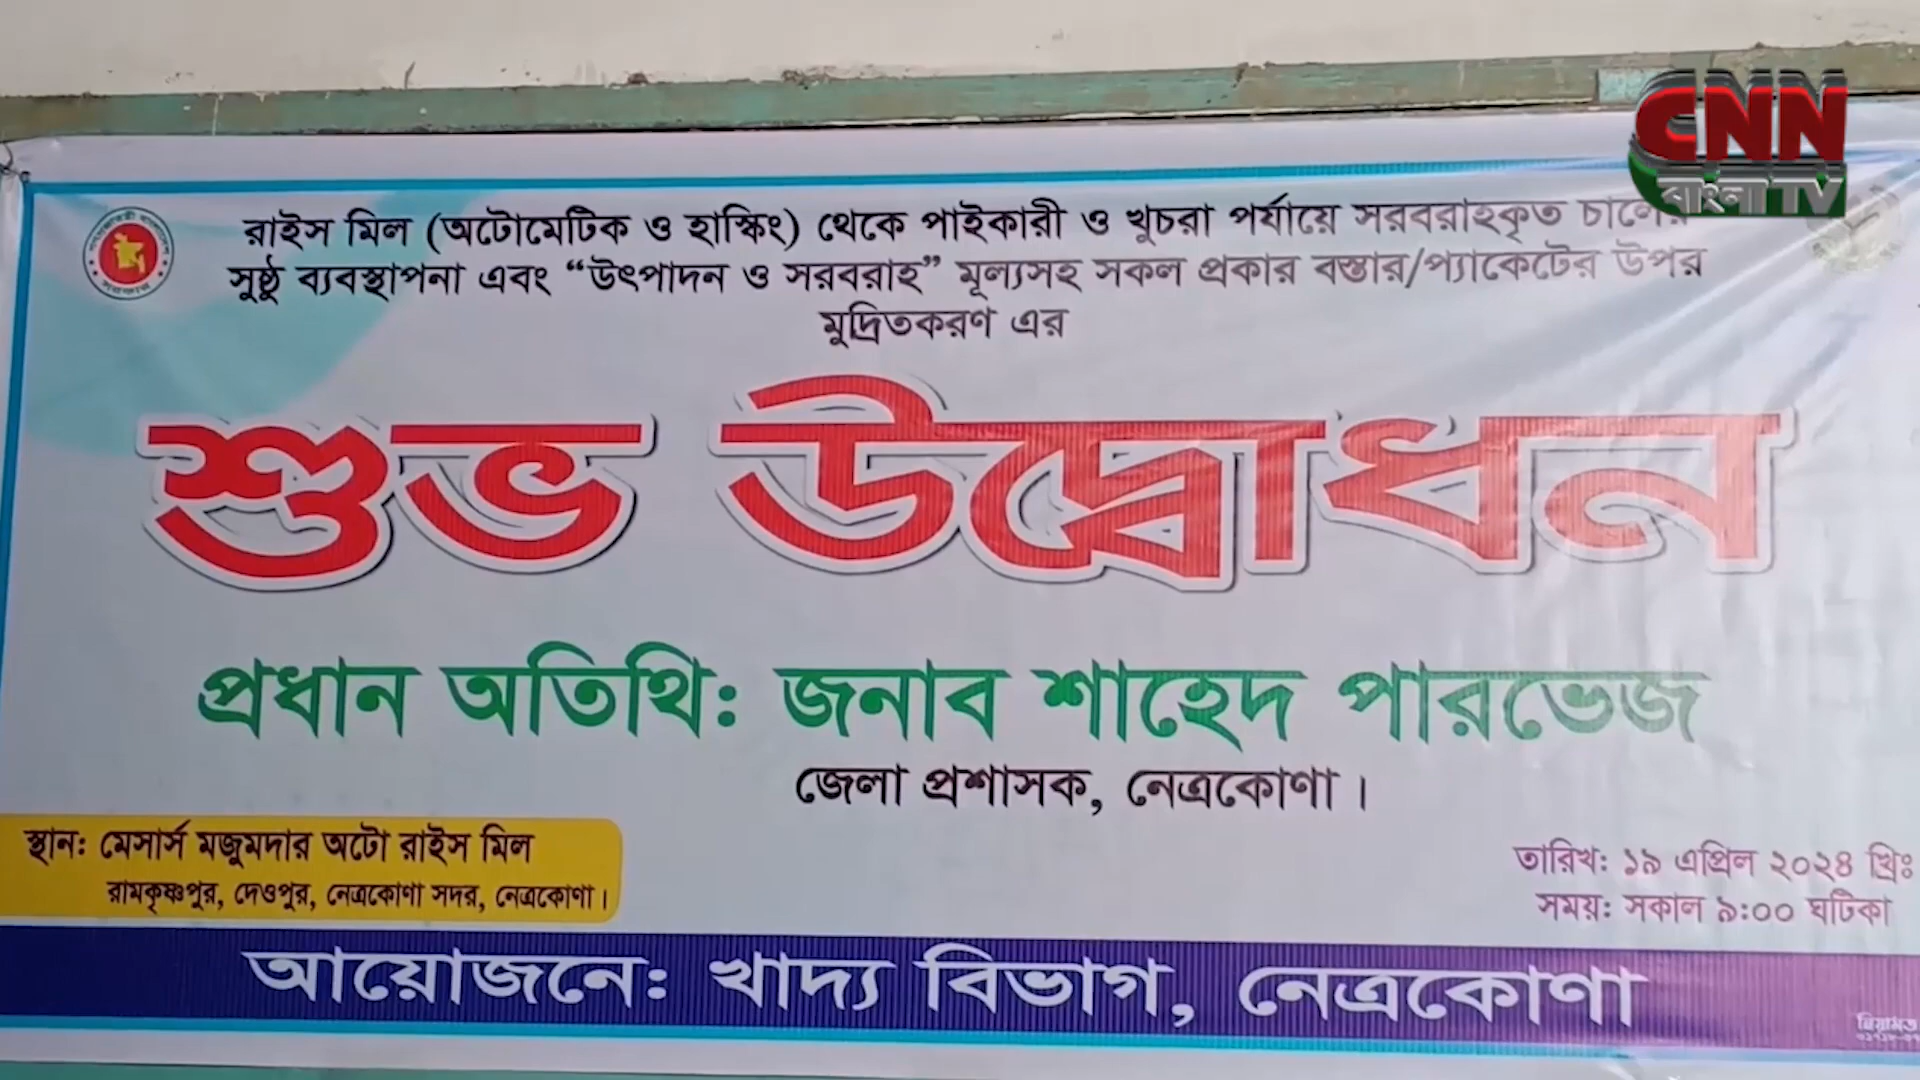 CNN
বাংলা TV
রাইস মিল (অটোমেটিক ও হাস্কিং) থেকে পাইকারী ও খুচরা পর্যায়ে সরবরাহকৃত চালের
সুষ্ঠু ব্যবস্থাপনা এবং “উৎপাদন ও সরবরাহ” মূল্যসহ সকল প্রকার বস্তার/প্যাকেটের উপর
মুদ্রিতকরণ এর
শুভ উদ্বোধন
প্রধান অতিথি: জনাব শাহেদ পারভেজ
জেলা প্রশাসক, নেত্রকোণা।
স্থান: মেসার্স মজুমদার অটো রাইস মিল
রামকৃষ্ণপুর, দেওপুর, নেত্রকোণা সদর, নেত্রকোণা।
তারিখ: ১৯ এপ্রিল ২০২৪ খ্রিঃ
সময়: সকাল ৯:০০ ঘটিকা
আয়োজনে: খাদ্য বিভাগ, নেত্রকোণা